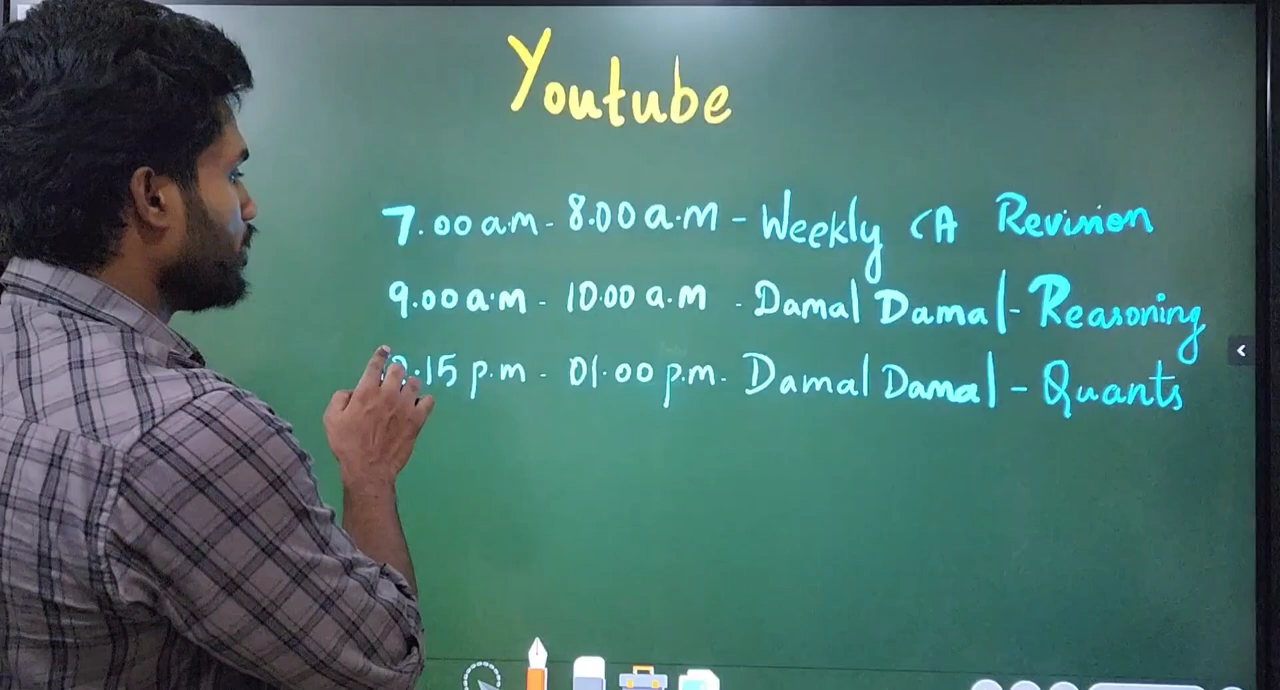 Youtube
7.00 a.m - 8.00 a.m - Weekly CA Revision
9.00 a.m - 10.00 a.m - Damal Damal - Reasoning
.15 p.m - 01.00 p.m. Damal Damal - Quants